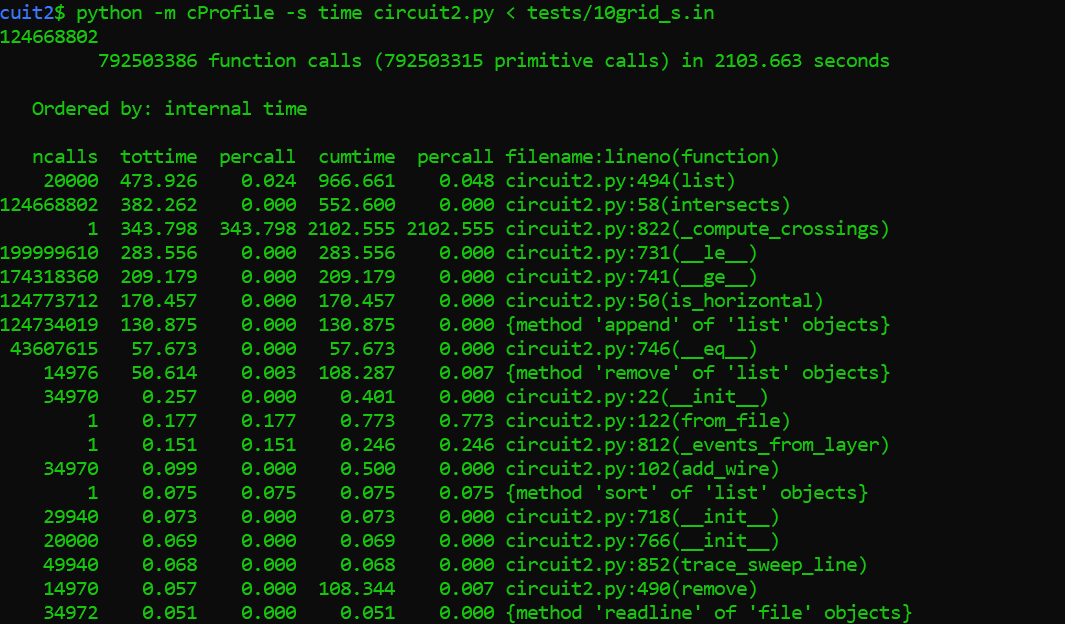 cuit2$ python -m cProfile -s time circuit2.py < tests/10grid_s.in
124668802
         792503386 function calls (792503315 primitive calls) in 2103.663 seconds
   Ordered by: internal time
   ncalls  tottime  percall  cumtime  percall filename:lineno(function)
    20000  473.926    0.024  966.661    0.048 circuit2.py:494(list)
124668802  382.262    0.000  552.600    0.000 circuit2.py:58(intersects)
        1  343.798  343.798 2102.555 2102.555 circuit2.py:822(_compute_crossings)
199999610  283.556    0.000  283.556    0.000 circuit2.py:731(__le__)
174318360  209.179    0.000  209.179    0.000 circuit2.py:741(__ge__)
124773712  170.457    0.000  170.457    0.000 circuit2.py:50(is_horizontal)
124734019  130.875    0.000  130.875    0.000 {method 'append' of 'list' objects}
 43607615   57.673    0.000   57.673    0.000 circuit2.py:746(__eq__)
    14976   50.614    0.003  108.287    0.007 {method 'remove' of 'list' objects}
    34970    0.257    0.000    0.401    0.000 circuit2.py:22(__init__)
        1    0.177    0.177    0.773    0.773 circuit2.py:122(from_file)
        1    0.151    0.151    0.246    0.246 circuit2.py:812(_events_from_layer)
    34970    0.099    0.000    0.500    0.000 circuit2.py:102(add_wire)
        1    0.075    0.075    0.075    0.075 {method 'sort' of 'list' objects}
    29940    0.073    0.000    0.073    0.000 circuit2.py:718(__init__)
    20000    0.069    0.000    0.069    0.000 circuit2.py:766(__init__)
    49940    0.068    0.000    0.068    0.000 circuit2.py:852(trace_sweep_line)
    14970    0.057    0.000  108.344    0.007 circuit2.py:490(remove)
    34972    0.051    0.000    0.051    0.000 {method 'readline' of 'file' objects}